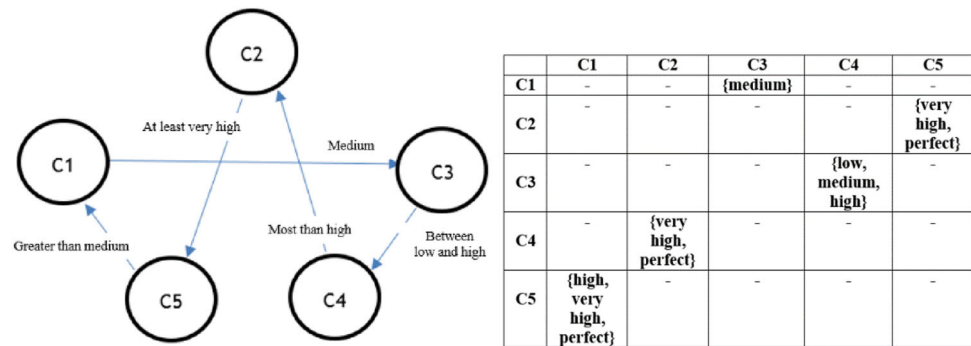 C2
At least very high
Medium
C1
C3
Greater than medium
Most than high
Between
low and high
C5
C4
C1 C2 C3 C4 C5
C1 - - {medium} - -
C2 - - - - {very
high,
perfect}
C3 - - - {low, -
medium,
high}
C4 - {very - - -
high,
perfect}
C5 {high, - - - -
very
high,
perfect}